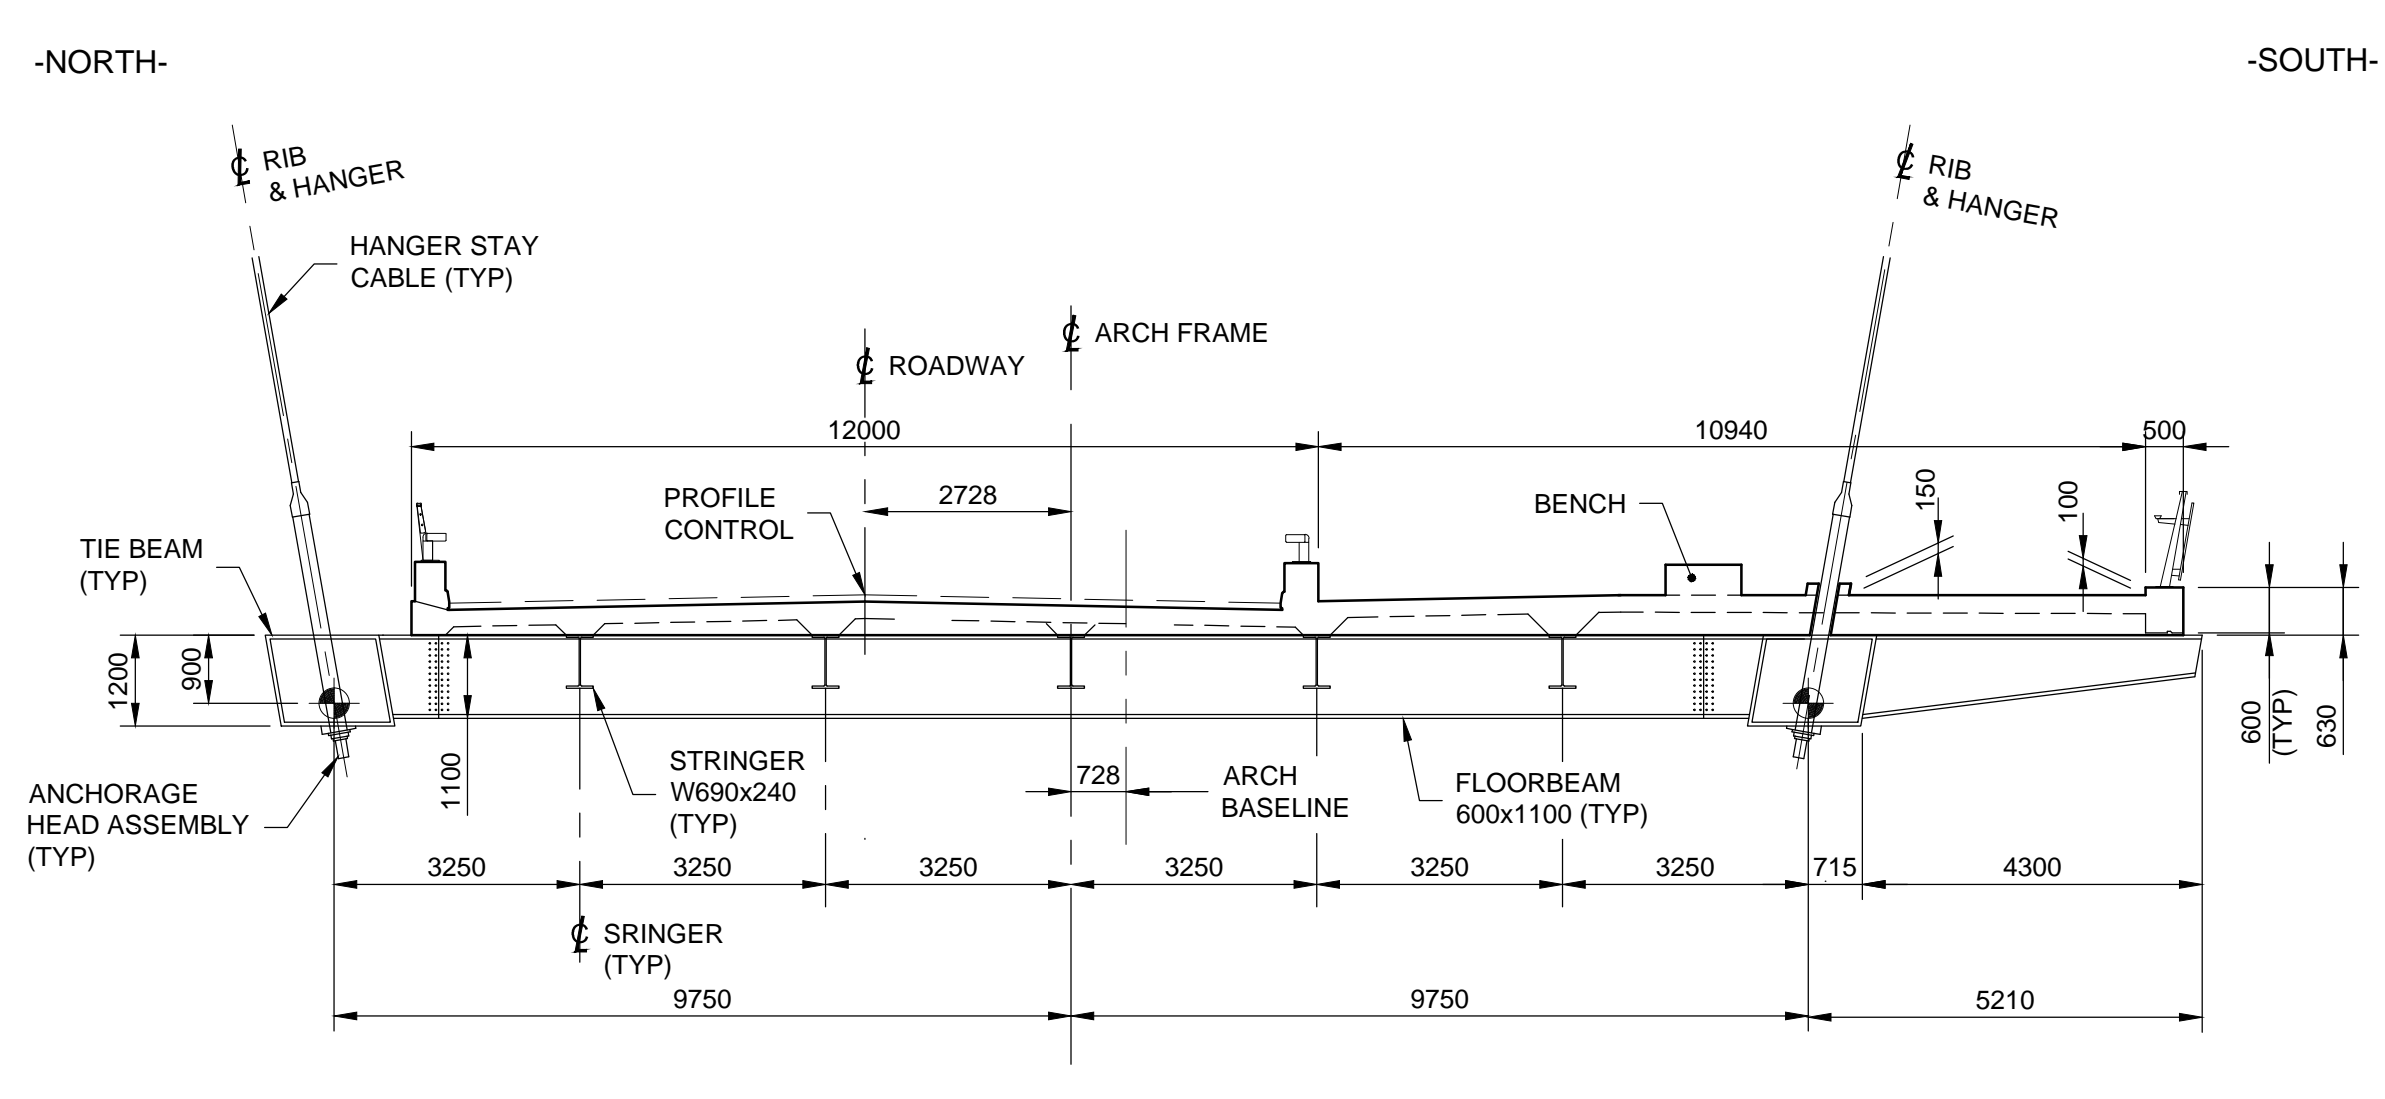 -NORTH-
-SOUTH-
℄ RIB
& HANGER
℄ RIB
& HANGER
HANGER STAY
CABLE (TYP)
℄ ARCH FRAME
℄ ROADWAY
12000
10940
500
2728
PROFILE
CONTROL
BENCH
150
100
TIE BEAM
(TYP)
1200
900
1100
600
(TYP)
630
STRINGER
W690x240
(TYP)
728
ARCH
BASELINE
FLOORBEAM
600x1100 (TYP)
ANCHORAGE
HEAD ASSEMBLY
(TYP)
3250
3250
3250
3250
3250
3250
715
4300
℄ SRINGER
(TYP)
9750
9750
5210